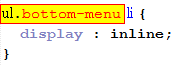 ul.bottom-menu li {
display : inline;
}